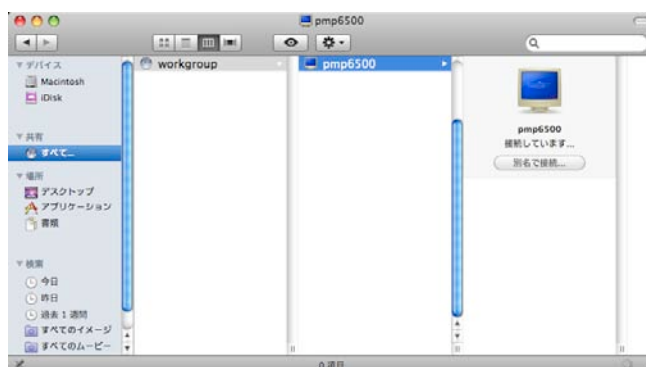 pmp6500
デバイス
Macintosh
iDisk
共有
すべて...
場所
デスクトップ
アプリケーション
書類
検索
今日
昨日
過去 1 週間
すべてのイメージ
すべてのムービー
workgroup
pmp6500
pmp6500
接続しています...
別名で接続...
0 項目